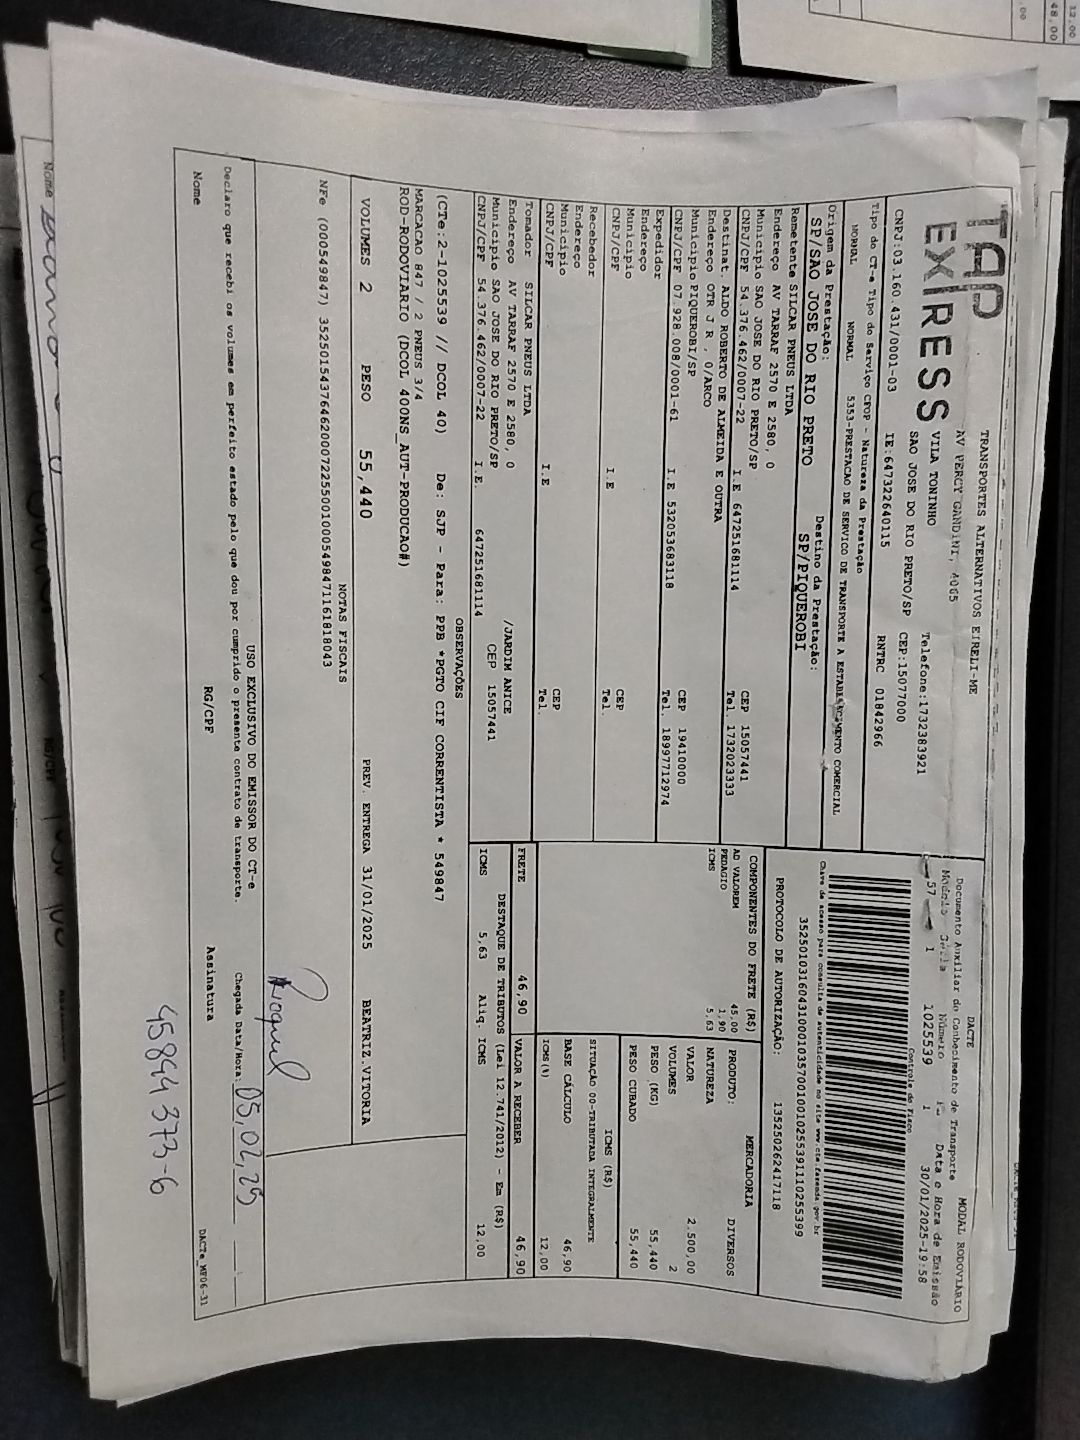 TAP
EXPRESS
TRANSPORTES ALTERNATIVOS EIRELI-ME
AV PERCY GANDINI, 
VILA TONINHO
SAO JOSE DO RIO PRETO/SP
Telefone:1732383921
CEP:15077000
CNPJ:03.160.431/0001-03
IE:647322640115
RNTRC 01842966
Tipo do CT-e Tipo do Serviço CFOP - Natureza da Prestação
NORMAL NORMAL 5353-PRESTACAO DE SERVICO DE TRANSPORTE A ESTABELECIMENTO COMERCIAL
Origem da Prestação: Destino da Prestação:
SP/SAO JOSE DO RIO PRETO SP/PIQUEROBI
Remetente SILCAR PNEUS LTDA
Endereço AV TARRAF 2570 E 2580, 0
Município SAO JOSE DO RIO PRETO/SP CEP 15057441
CNPJ/CPF 54.376.462/0007-22 I.E 647251681114 Tel. 1732023333
Destinat. ALDO ROBERTO DE ALMEIDA E OUTRA
Endereço OTR J R , 0/ARCO
Municipio PIQUEROBI/SP CEP 19410000
CNPJ/CPF 07.928.008/0001-61 I.E 532053683118 Tel. 18997712974
Expedidor
Endereço
Município CEP
CNPJ/CPF I.E Tel.
Recebedor
Endereço
Município CEP
CNPJ/CPF I.E Tel.
Tomador SILCAR PNEUS LTDA
Endereço AV TARRAF 2570 E 2580, 0 /JARDIM ANICE
Município SAO JOSE DO RIO PRETO/SP CEP 15057441
CNPJ/CPF 54.376.462/0007-22 I.E. 647251681114
DACTE
Documento Auxiliar do Conhecimento de Transporte
MODAL RODOVIÁRIO
Modelo Série Número Data e Hora de Emissão
57 1 1025539 1 30/01/2025-19:58
Controle do Fisco
Chave de acesso para consulta de autenticidade no site www.cte.fazenda.gov.br
35250103160431000103570010010255391110255399
PROTOCOLO DE AUTORIZAÇÃO: 135250262417118
COMPONENTES DO FRETE (R$)
AD VALOREM 45,00
PEDAGIO 1,90
ICMS 5,63
MERCADORIA
PRODUTO: DIVERSOS
NATUREZA
VALOR 2.500,00
VOLUMES 2
PESO (KG) 55,440
PESO CUBADO 55,440
ICMS (R$)
SITUAÇÃO 00-TRIBUTADA INTEGRALMENTE
BASE CÁLCULO 46,90
ICMS(%) 12,00
FRETE 46,90 VALOR A RECEBER 46,90
DESTAQUE DE TRIBUTOS (Lei 12.741/2012) - Em (R$)
ICMS 5,63 Aliq. ICMS 12,00
OBSERVAÇÕES
(CTe:2-1025539 // DCOL 40) De: SJP - Para: PPB *PGTO CIF CORRENTISTA * 549847
MARCACAO 847 / 2 PNEUS 3/4
ROD-RODOVIARIO (DCOL 400NS_AUT-PRODUCAO#)
VOLUMES 2 PESO 55,440 PREV. ENTREGA 31/01/2025 BEATRIZ.VITORIA
NOTAS FISCAIS
NFe (000549847) 35250154376462000722550010005498471161818043
USO EXCLUSIVO DO EMISSOR DO CT-e
Declaro que recebi os volumes em perfeito estado pelo que dou por cumprido o presente contrato de transporte. Chegada Data/Hora 05,02,25
Nome RG/CPF Assinatura
458944373-6
DACTe_MF06-31
Nome
RG/CPF
12,00
48,00
,00